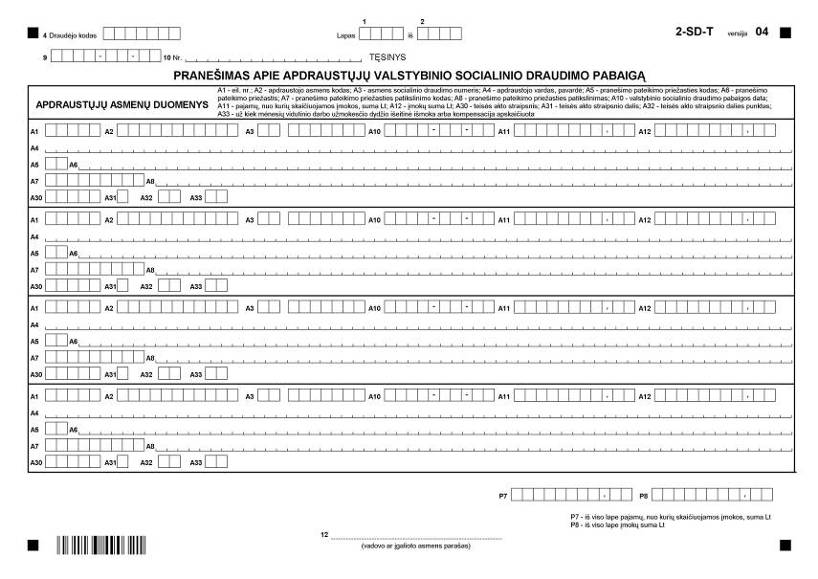 1 2
4 Draudėjo kodas Lapas iš 2-SD-T versija 04
9 - - 10 Nr. TĘSINYS
PRANEŠIMAS APIE APDRAUSTŲJŲ VALSTYBINIO SOCIALINIO DRAUDIMO PABAIGĄ
APDRAUSTŲJŲ ASMENŲ DUOMENYS
A1 - eil. nr.; A2 - apdraustojo asmens kodas; A3 - asmens socialinio draudimo numeris; A4 - apdraustojo vardas, pavardė; A5 - pranešimo pateikimo priežasties kodas; A6 - pranešimo
pateikimo priežastis; A7 - pranešimo pateikimo priežasties patikslinimo kodas; A8 - pranešimo pateikimo priežasties patikslinimas; A10 - valstybinio socialinio draudimo pabaigos data;
A11 - pajamų, nuo kurių skaičiuojamos įmokos, suma Lt; A12 - įmokų suma Lt; A30 - teisės akto straipsnis; A31 - teisės akto straipsnio dalis; A32 - teisės akto straipsnio dalies punktas;
A33 - už kiek mėnesių vidutinio darbo užmokesčio dydžio išeitinė išmoka arba kompensacija apskaičiuota
A1 A2 A3 A10 - - A11 , A12 ,
A4
A5 A6
A7 A8
A30 A31 A32 A33
A1 A2 A3 A10 - - A11 , A12 ,
A4
A5 A6
A7 A8
A30 A31 A32 A33
A1 A2 A3 A10 - - A11 , A12 ,
A4
A5 A6
A7 A8
A30 A31 A32 A33
A1 A2 A3 A10 - - A11 , A12 ,
A4
A5 A6
A7 A8
A30 A31 A32 A33
P7 , P8 ,
P7 - iš viso lape pajamų, nuo kurių skaičiuojamos įmokos, suma Lt
P8 - iš viso lape įmokų suma Lt
12
(vadovo ar įgalioto asmens parašas)